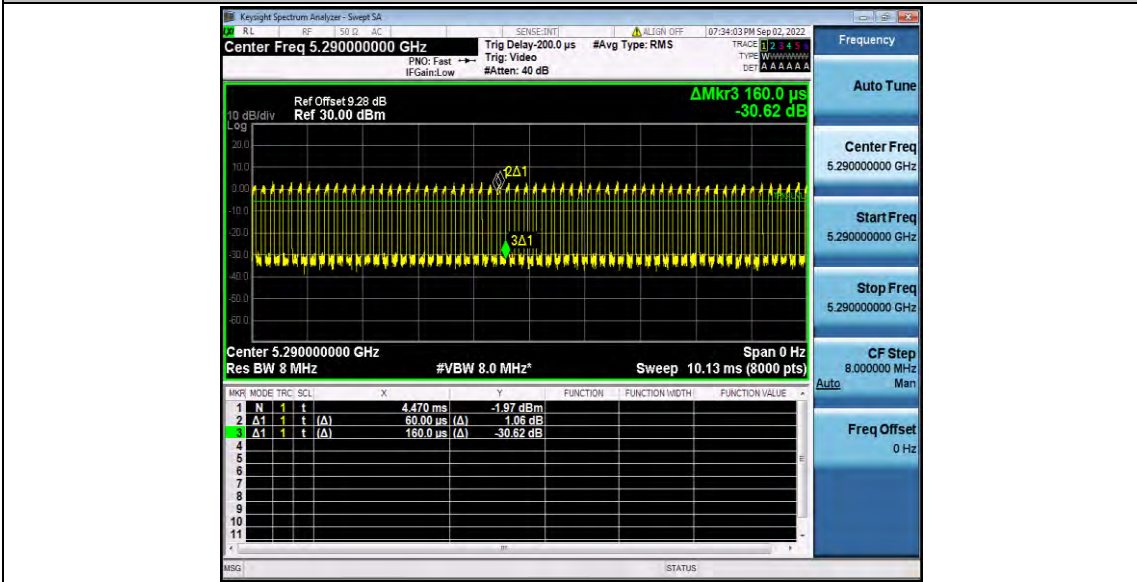 Keysight Spectrum Analyzer - Swept SA
RL RF 50 Ω AC SENSE:INT ALIGN OFF 07:34:03 PM Sep 02, 2022
Center Freq 5.290000000 GHz
PNO: Fast
IFGain:Low
Trig Delay-200.0 µs
Trig: Video
#Atten: 40 dB
#Avg Type: RMS
TRACE 1 2 3 4 5 6
TYPE WWWWWW
DET A A A A A A
Frequency
Auto Tune
Center Freq
5.290000000 GHz
Start Freq
5.290000000 GHz
Stop Freq
5.290000000 GHz
CF Step
8.000000 MHz
Auto Man
Freq Offset
0 Hz
ΔMkr3 160.0 µs
-30.62 dB
Ref Offset 9.28 dB
10 dB/div Ref 30.00 dBm
Log
20.0
10.0
0.00
-10.0
-20.0
-30.0
-40.0
-50.0
-60.0
2Δ1
3Δ1
Center 5.290000000 GHz Span 0 Hz
Res BW 8 MHz #VBW 8.0 MHz* Sweep 10.13 ms (8000 pts)
MKR MODE TRC SCL X Y FUNCTION FUNCTION WIDTH FUNCTION VALUE
1 N 1 t 4.470 ms -1.97 dBm
2 Δ1 1 t (Δ) 60.00 µs (Δ) 1.06 dB
3 Δ1 1 t (Δ) 160.0 µs (Δ) -30.62 dB
4
5
6
7
8
9
10
11
MSG STATUS